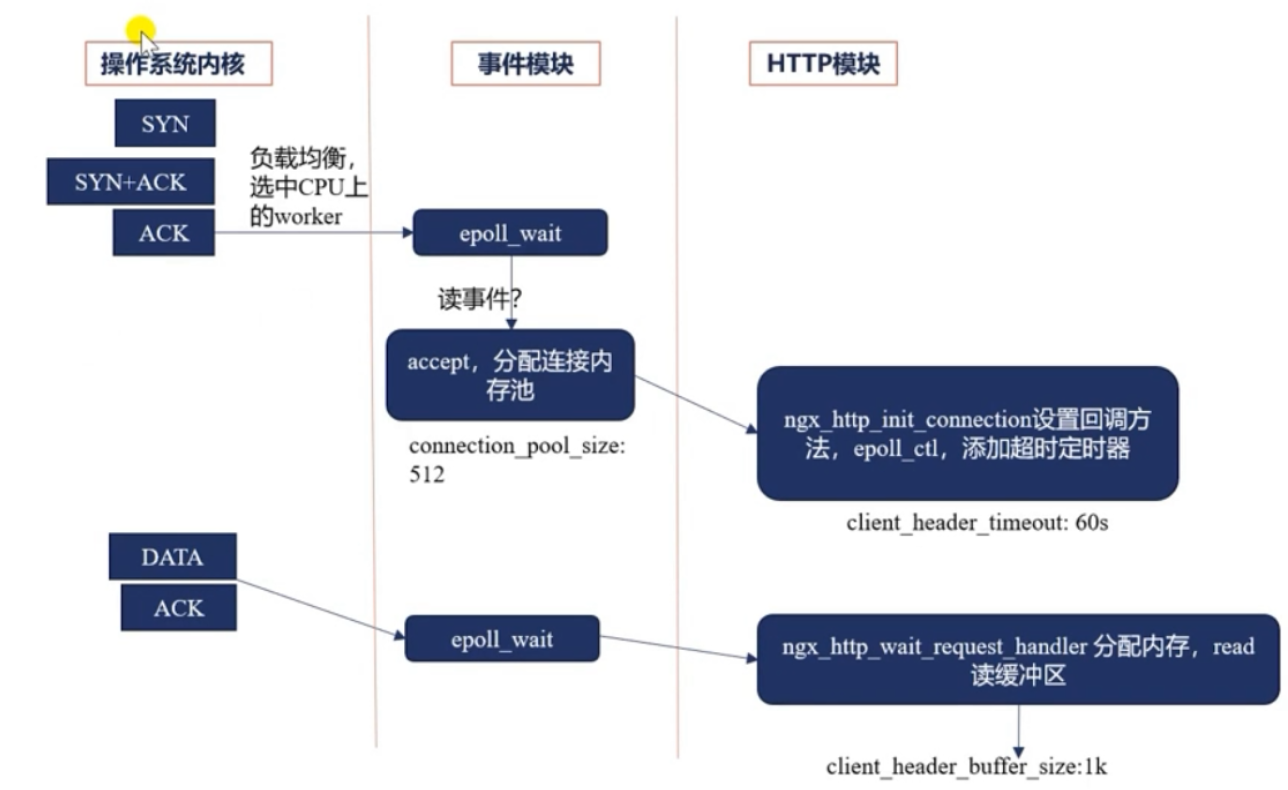 操作系统内核
事件模块
HTTP模块
SYN
SYN+ACK
ACK
负载均衡，
选中CPU上
的worker
epoll_wait
读事件?
accept，分配连接内
存池
connection_pool_size:
512
ngx_http_init_connection设置回调方
法，epoll_ctl，添加超时定时器
client_header_timeout: 60s
DATA
ACK
epoll_wait
ngx_http_wait_request_handler 分配内存，read
读缓冲区
client_header_buffer_size:1k